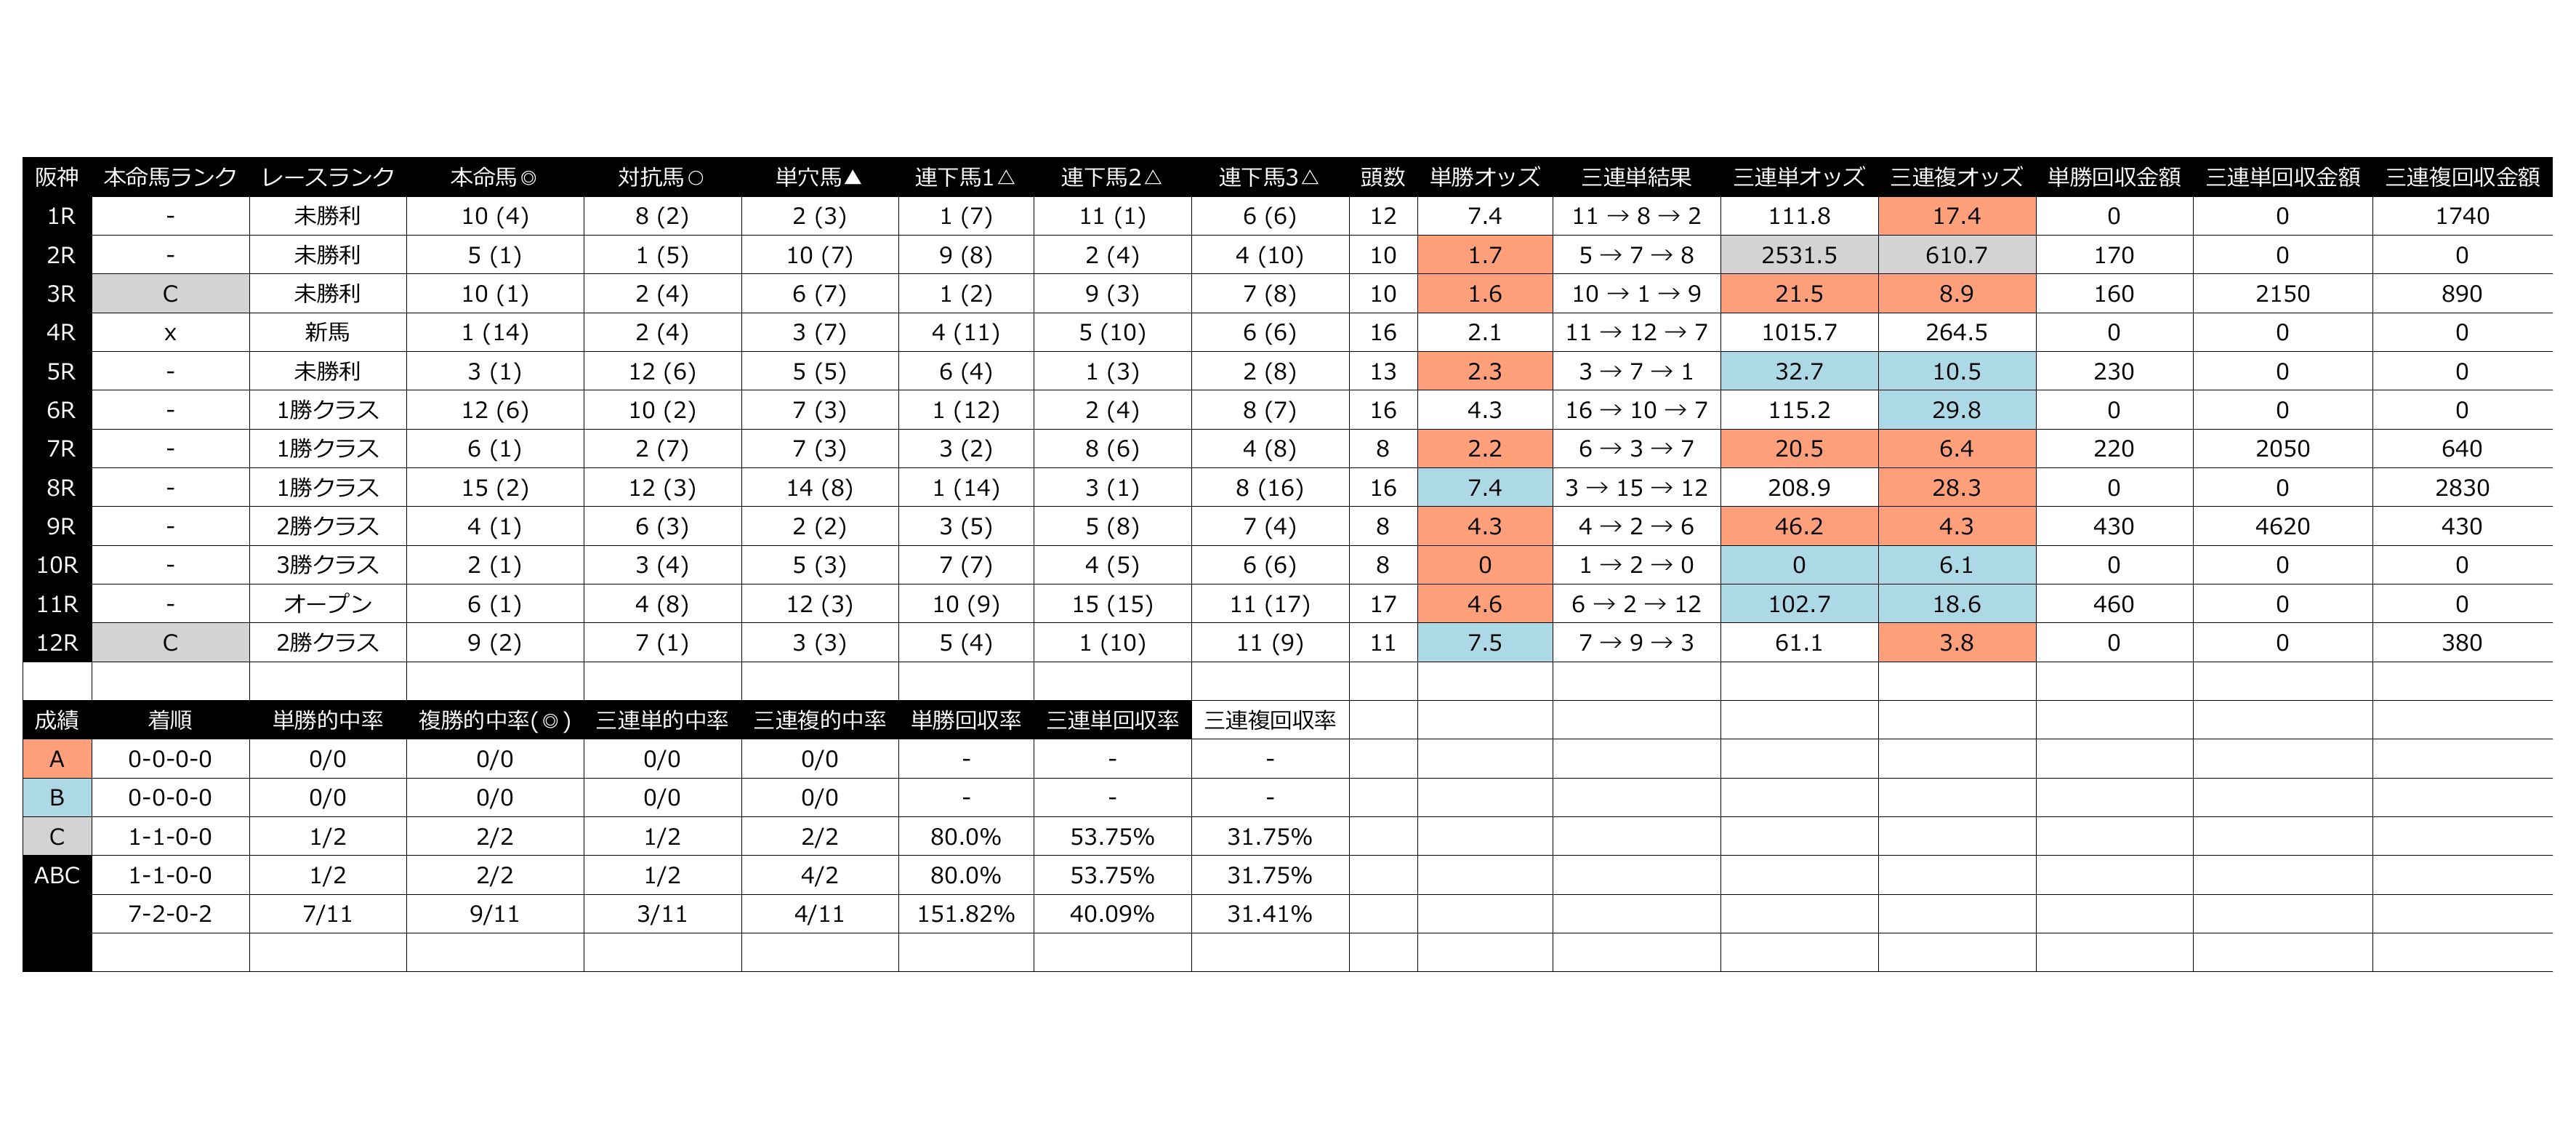 阪神 本命馬ランク レースランク 本命馬◎ 対抗馬○ 単穴馬▲ 連下馬1△ 連下馬2△ 連下馬3△ 頭数 単勝オッズ 三連単結果 三連単オッズ 三連複オッズ 単勝回収金額 三連単回収金額 三連複回収金額
1R - 未勝利 10 (4) 8 (2) 2 (3) 1 (7) 11 (1) 6 (6) 12 7.4 11 → 8 → 2 111.8 17.4 0 0 1740
2R - 未勝利 5 (1) 1 (5) 10 (7) 9 (8) 2 (4) 4 (10) 10 1.7 5 → 7 → 8 2531.5 610.7 170 0 0
3R C 未勝利 10 (1) 2 (4) 6 (7) 1 (2) 9 (3) 7 (8) 10 1.6 10 → 1 → 9 21.5 8.9 160 2150 890
4R x 新馬 1 (14) 2 (4) 3 (7) 4 (11) 5 (10) 6 (6) 16 2.1 11 → 12 → 7 1015.7 264.5 0 0 0
5R - 未勝利 3 (1) 12 (6) 5 (5) 6 (4) 1 (3) 2 (8) 13 2.3 3 → 7 → 1 32.7 10.5 230 0 0
6R - 1勝クラス 12 (6) 10 (2) 7 (3) 1 (12) 2 (4) 8 (7) 16 4.3 16 → 10 → 7 115.2 29.8 0 0 0
7R - 1勝クラス 6 (1) 2 (7) 7 (3) 3 (2) 8 (6) 4 (8) 8 2.2 6 → 3 → 7 20.5 6.4 220 2050 640
8R - 1勝クラス 15 (2) 12 (3) 14 (8) 1 (14) 3 (1) 8 (16) 16 7.4 3 → 15 → 12 208.9 28.3 0 0 2830
9R - 2勝クラス 4 (1) 6 (3) 2 (2) 3 (5) 5 (8) 7 (4) 8 4.3 4 → 2 → 6 46.2 4.3 430 4620 430
10R - 3勝クラス 2 (1) 3 (4) 5 (3) 7 (7) 4 (5) 6 (6) 8 0 1 → 2 → 0 0 6.1 0 0 0
11R - オープン 6 (1) 4 (8) 12 (3) 10 (9) 15 (15) 11 (17) 17 4.6 6 → 2 → 12 102.7 18.6 460 0 0
12R C 2勝クラス 9 (2) 7 (1) 3 (3) 5 (4) 1 (10) 11 (9) 11 7.5 7 → 9 → 3 61.1 3.8 0 0 380
成績 着順 単勝的中率 複勝的中率(◎) 三連単的中率 三連複的中率 単勝回収率 三連単回収率 三連複回収率
A 0-0-0-0 0/0 0/0 0/0 0/0 - - -
B 0-0-0-0 0/0 0/0 0/0 0/0 - - -
C 1-1-0-0 1/2 2/2 1/2 2/2 80.0% 53.75% 31.75%
ABC 1-1-0-0 1/2 2/2 1/2 4/2 80.0% 53.75% 31.75%
7-2-0-2 7/11 9/11 3/11 4/11 151.82% 40.09% 31.41%